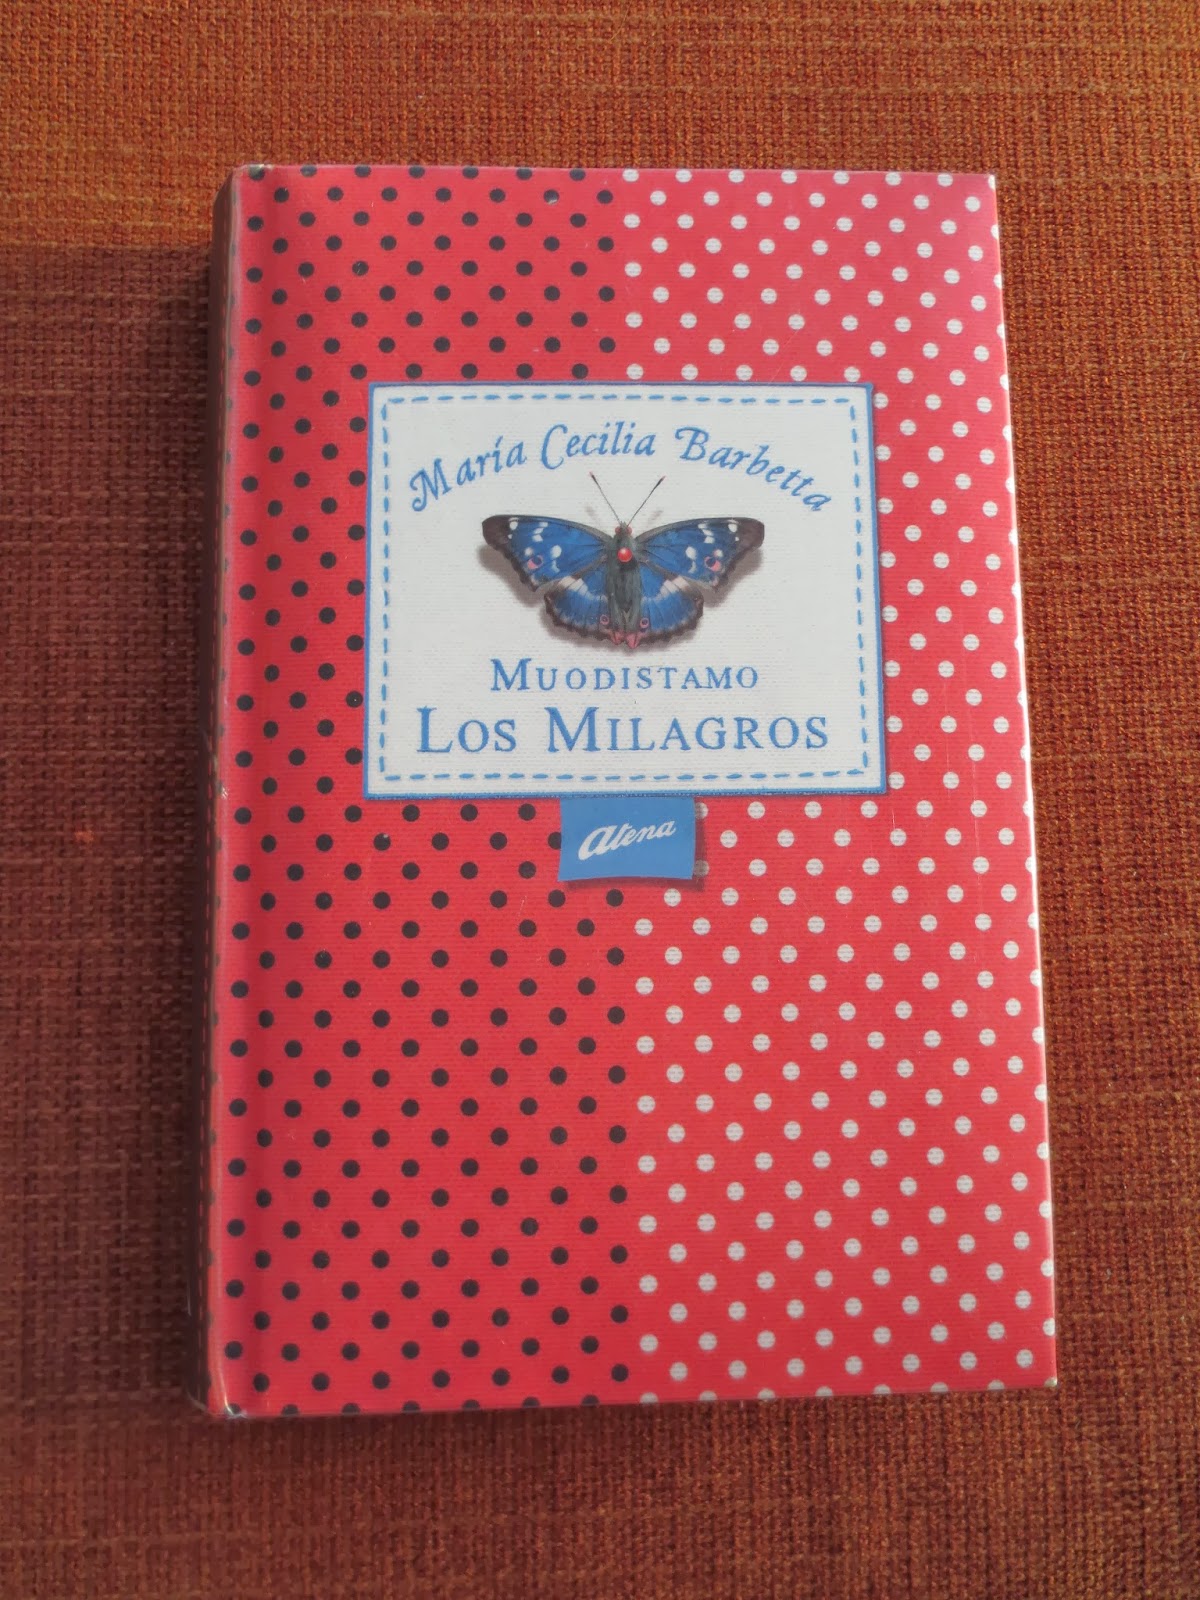 María Cecilia Barbetta
MUODISTAMO
LOS MILAGROS
Atena